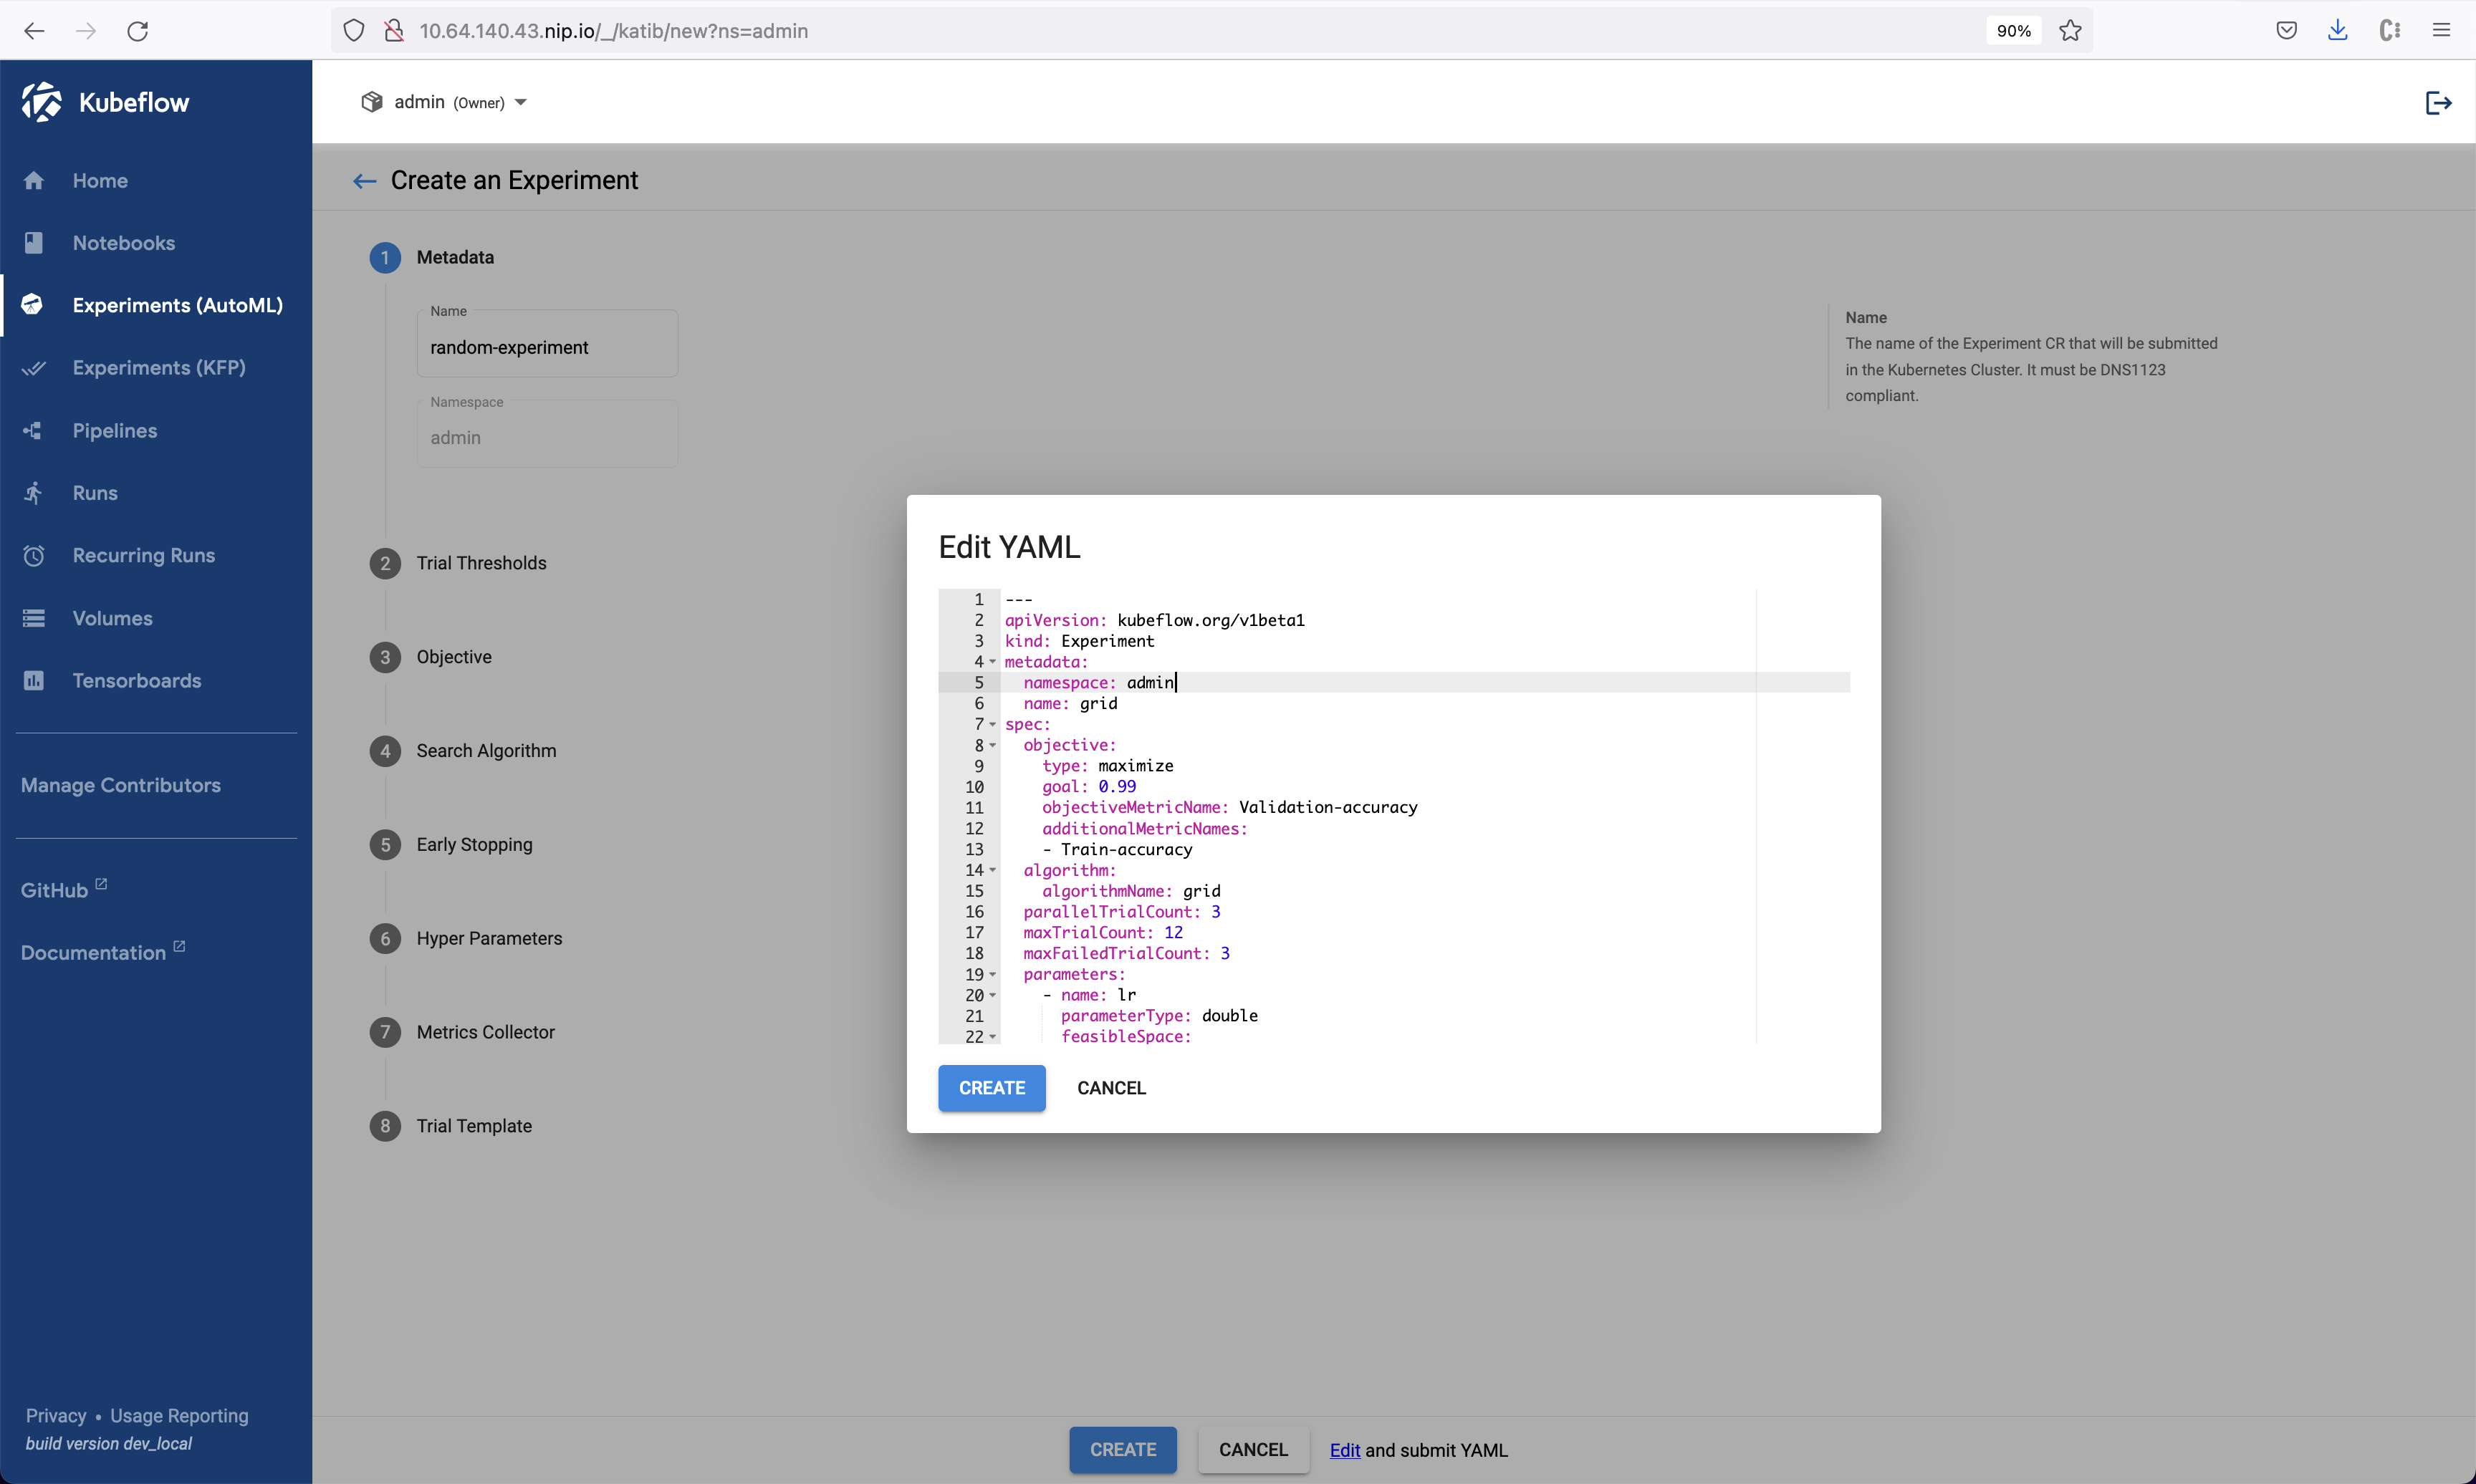 10.64.140.43.nip.io/_/katib/new?ns=admin
90%
Kubeflow
admin (Owner)
Home
Notebooks
Experiments (AutoML)
Experiments (KFP)
Pipelines
Runs
Recurring Runs
Volumes
Tensorboards
Manage Contributors
GitHub
Documentation
Privacy • Usage Reporting
build version dev_local
Create an Experiment
1 Metadata
Name
random-experiment
Namespace
admin
Name
The name of the Experiment CR that will be submitted
in the Kubernetes Cluster. It must be DNS1123
compliant.
2 Trial Thresholds
3 Objective
4 Search Algorithm
5 Early Stopping
6 Hyper Parameters
7 Metrics Collector
8 Trial Template
Edit YAML
1 ---
2 apiVersion: kubeflow.org/v1beta1
3 kind: Experiment
4 metadata:
5 namespace: admin
6 name: grid
7 spec:
8 objective:
9 type: maximize
10 goal: 0.99
11 objectiveMetricName: Validation-accuracy
12 additionalMetricNames:
13 - Train-accuracy
14 algorithm:
15 algorithmName: grid
16 parallelTrialCount: 3
17 maxTrialCount: 12
18 maxFailedTrialCount: 3
19 parameters:
20 - name: lr
21 parameterType: double
22 feasibleSpace:
CREATE CANCEL
CREATE CANCEL Edit and submit YAML